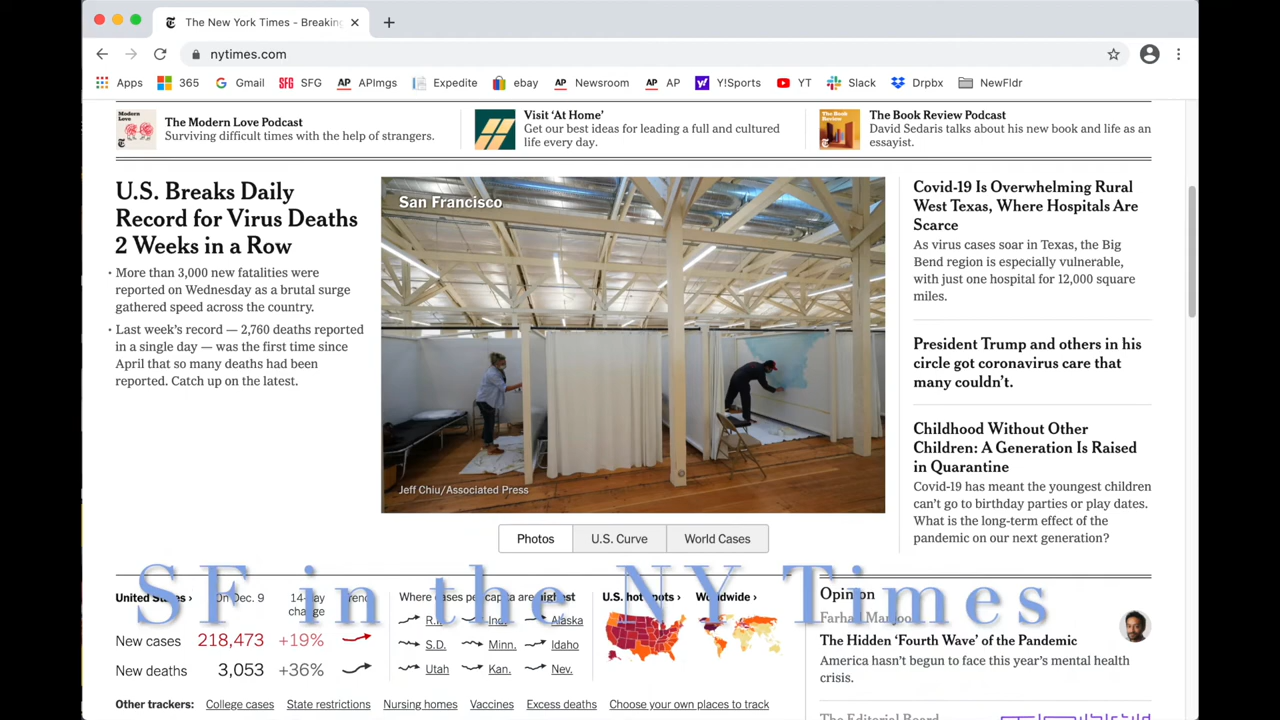 The New York Times - Breaking
nytimes.com
Apps
365
Gmail
SFG
APImgs
Expedite
ebay
Newsroom
AP
Y!Sports
YT
Slack
Drpbx
NewFldr
The Modern Love Podcast
Surviving difficult times with the help of strangers.
Visit ‘At Home’
Get our best ideas for leading a full and cultured
life every day.
The Book Review Podcast
David Sedaris talks about his new book and life as an
essayist.
U.S. Breaks Daily
Record for Virus Deaths
2 Weeks in a Row
More than 3,000 new fatalities were
reported on Wednesday as a brutal surge
gathered speed across the country.
Last week’s record — 2,760 deaths reported
in a single day — was the first time since
April that so many deaths had been
reported. Catch up on the latest.
San Francisco
Jeff Chiu/Associated Press
Photos
U.S. Curve
World Cases
Covid-19 Is Overwhelming Rural
West Texas, Where Hospitals Are
Scarce
As virus cases soar in Texas, the Big
Bend region is especially vulnerable,
with just one hospital for 12,000 square
miles.
President Trump and others in his
circle got coronavirus care that
many couldn’t.
Childhood Without Other
Children: A Generation Is Raised
in Quarantine
Covid-19 has meant the youngest children
can’t go to birthday parties or play dates.
What is the long-term effect of the
pandemic on our next generation?
SF in the NY Times
United States ›
On Dec. 9
14-day
change
Trend
New cases
218,473
+19%
New deaths
3,053
+36%
Where cases per capita are highest
R.I.
Ind.
Alaska
S.D.
Minn.
Idaho
Utah
Kan.
Nev.
U.S. hot spots ›
Worldwide ›
Other trackers:
College cases
State restrictions
Nursing homes
Vaccines
Excess deaths
Choose your own places to track
Opinion
Farhad Manjoo
The Hidden ‘Fourth Wave’ of the Pandemic
America hasn’t begun to face this year’s mental health
crisis.
The Editorial Board